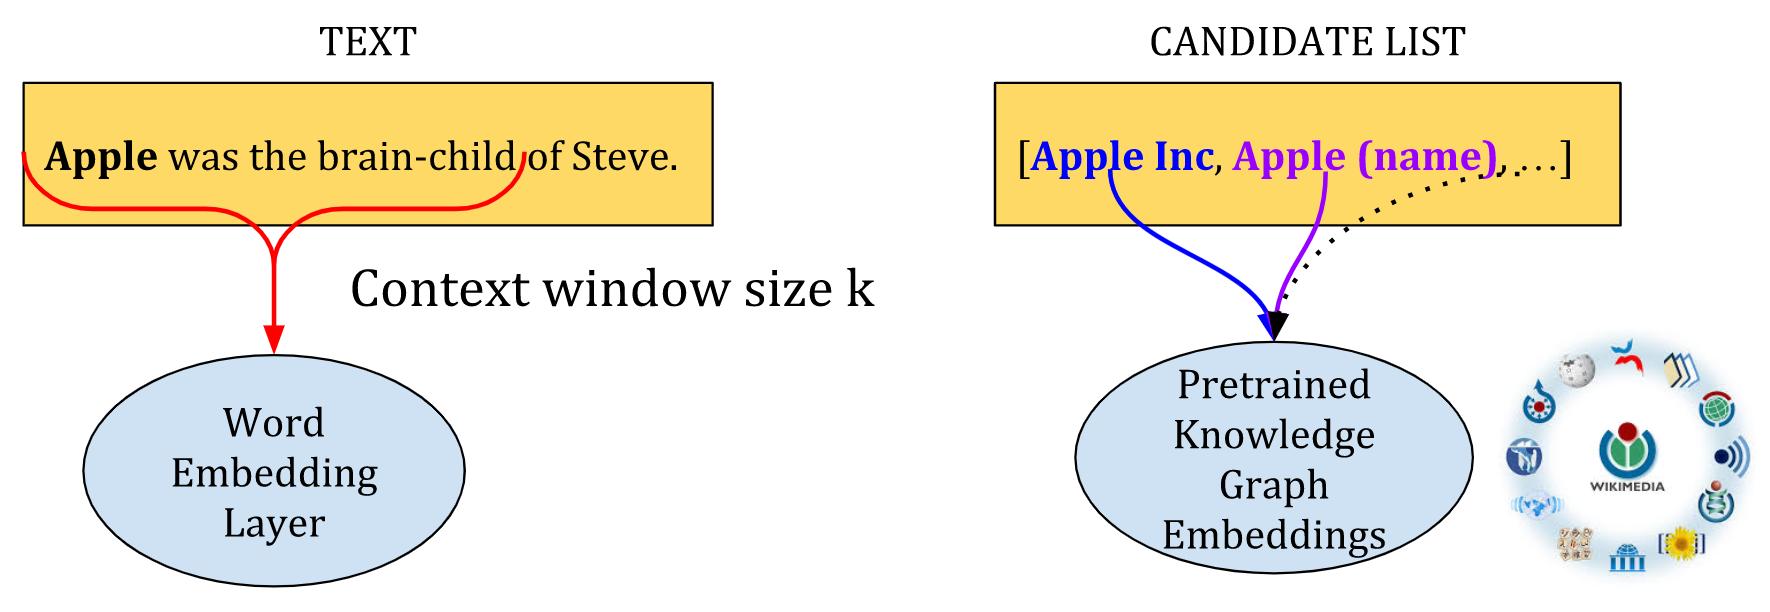 TEXT
Apple was the brain-child of Steve.
Context window size k
Word
Embedding
Layer
CANDIDATE LIST
[Apple Inc, Apple (name), …]
Pretrained
Knowledge
Graph
Embeddings
WIKIMEDIA